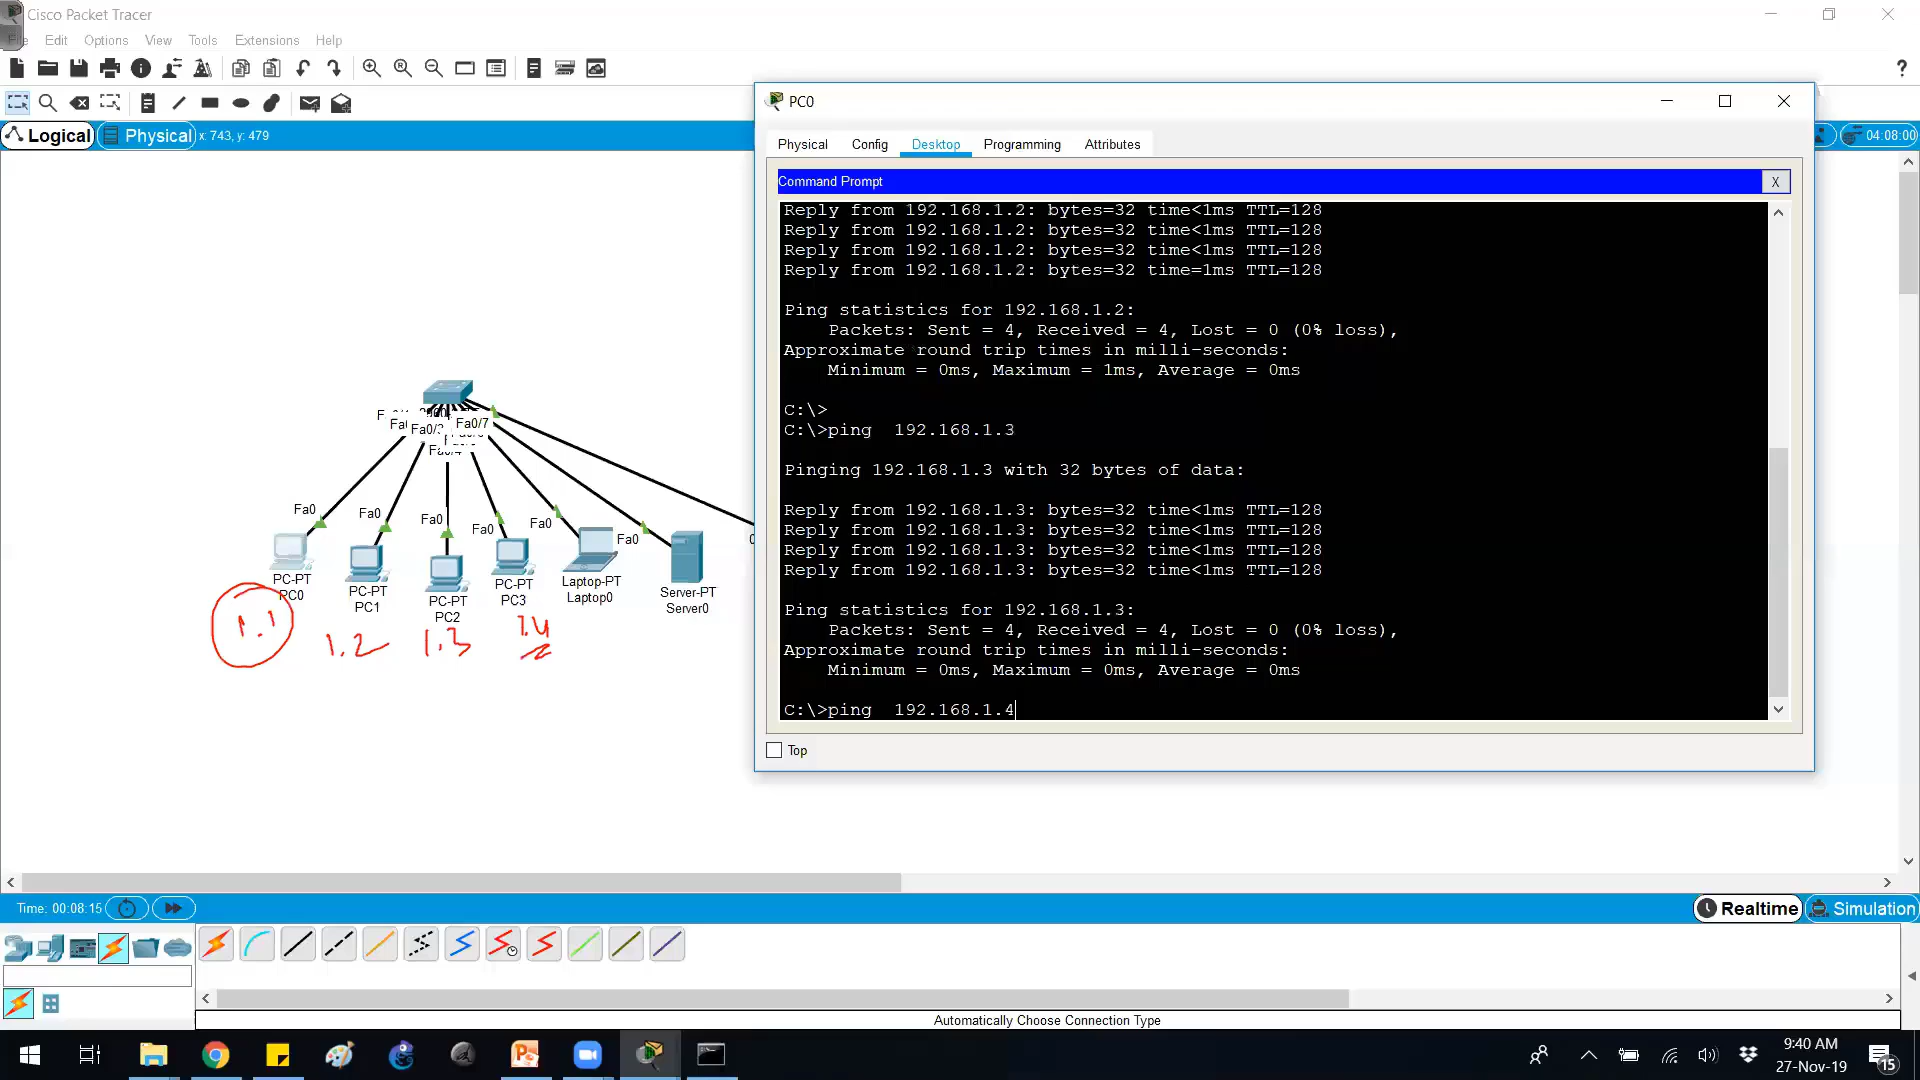 Cisco Packet Tracer
File Edit Options View Tools Extensions Help
Logical Physical x: 743, y: 479
04:08:00
PC0
Physical Config Desktop Programming Attributes
Command Prompt
X
Reply from 192.168.1.2: bytes=32 time<1ms TTL=128
Reply from 192.168.1.2: bytes=32 time<1ms TTL=128
Reply from 192.168.1.2: bytes=32 time<1ms TTL=128
Reply from 192.168.1.2: bytes=32 time=1ms TTL=128
Ping statistics for 192.168.1.2:
Packets: Sent = 4, Received = 4, Lost = 0 (0% loss),
Approximate round trip times in milli-seconds:
Minimum = 0ms, Maximum = 1ms, Average = 0ms
C:\>
C:\>ping 192.168.1.3
Pinging 192.168.1.3 with 32 bytes of data:
Reply from 192.168.1.3: bytes=32 time<1ms TTL=128
Reply from 192.168.1.3: bytes=32 time<1ms TTL=128
Reply from 192.168.1.3: bytes=32 time<1ms TTL=128
Reply from 192.168.1.3: bytes=32 time<1ms TTL=128
Ping statistics for 192.168.1.3:
Packets: Sent = 4, Received = 4, Lost = 0 (0% loss),
Approximate round trip times in milli-seconds:
Minimum = 0ms, Maximum = 0ms, Average = 0ms
C:\>ping 192.168.1.4
Top
Fa0/7
Fa0
PC-PT
PC0
Fa0
PC-PT
PC1
Fa0
PC-PT
PC2
Fa0
PC-PT
PC3
Fa0
Laptop-PT
Laptop0
Fa0
Server-PT
Server0
1.1
1.2
1.3
1.4
Time: 00:08:15
Realtime Simulation
Automatically Choose Connection Type
9:40 AM
27-Nov-19
15